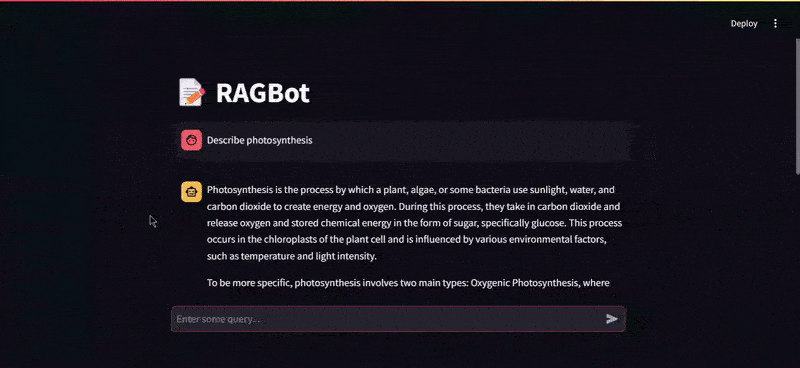 Deploy
RAGBot
Describe photosynthesis
Photosynthesis is the process by which a plant, algae, or some bacteria use sunlight, water, and
carbon dioxide to create energy and oxygen. During this process, they take in carbon dioxide and
release oxygen and stored chemical energy in the form of sugar, specifically glucose. This process
occurs in the chloroplasts of the plant cell and is influenced by various environmental factors,
such as temperature and light intensity.
To be more specific, photosynthesis involves two main types: Oxygenic Photosynthesis, where
Enter some query...